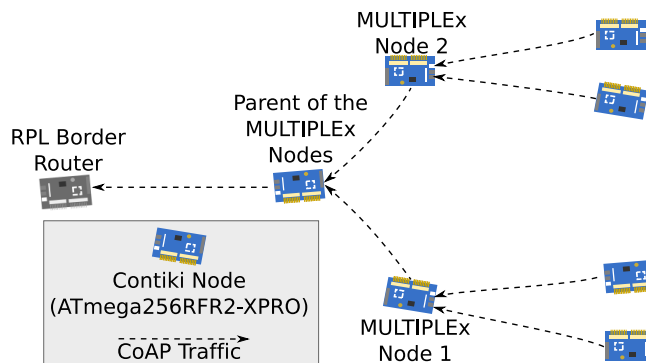 MULTIPLEx
Node 2
Parent of the
MULTIPLEx
Nodes
RPL Border
Router
Contiki Node
(ATmega256RFR2-XPRO)
CoAP Traffic
MULTIPLEx
Node 1